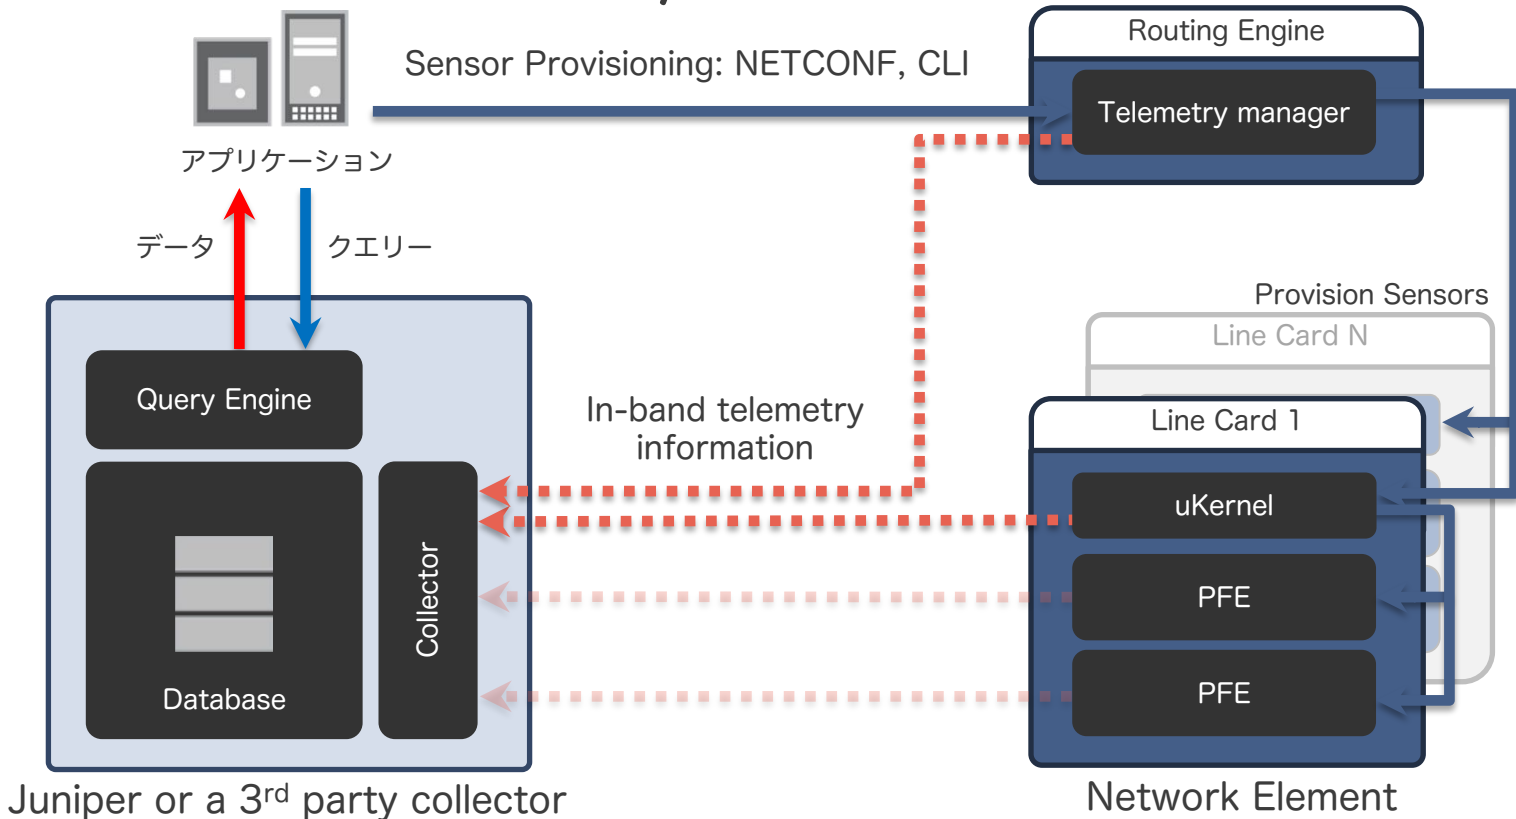 Sensor Provisioning: NETCONF, CLI
Routing Engine
Telemetry manager
アプリケーション
データ
クエリー
Provision Sensors
Line Card N
Query Engine
In-band telemetry
information
Line Card 1
uKernel
Collector
PFE
PFE
Database
Juniper or a 3rd party collector
Network Element